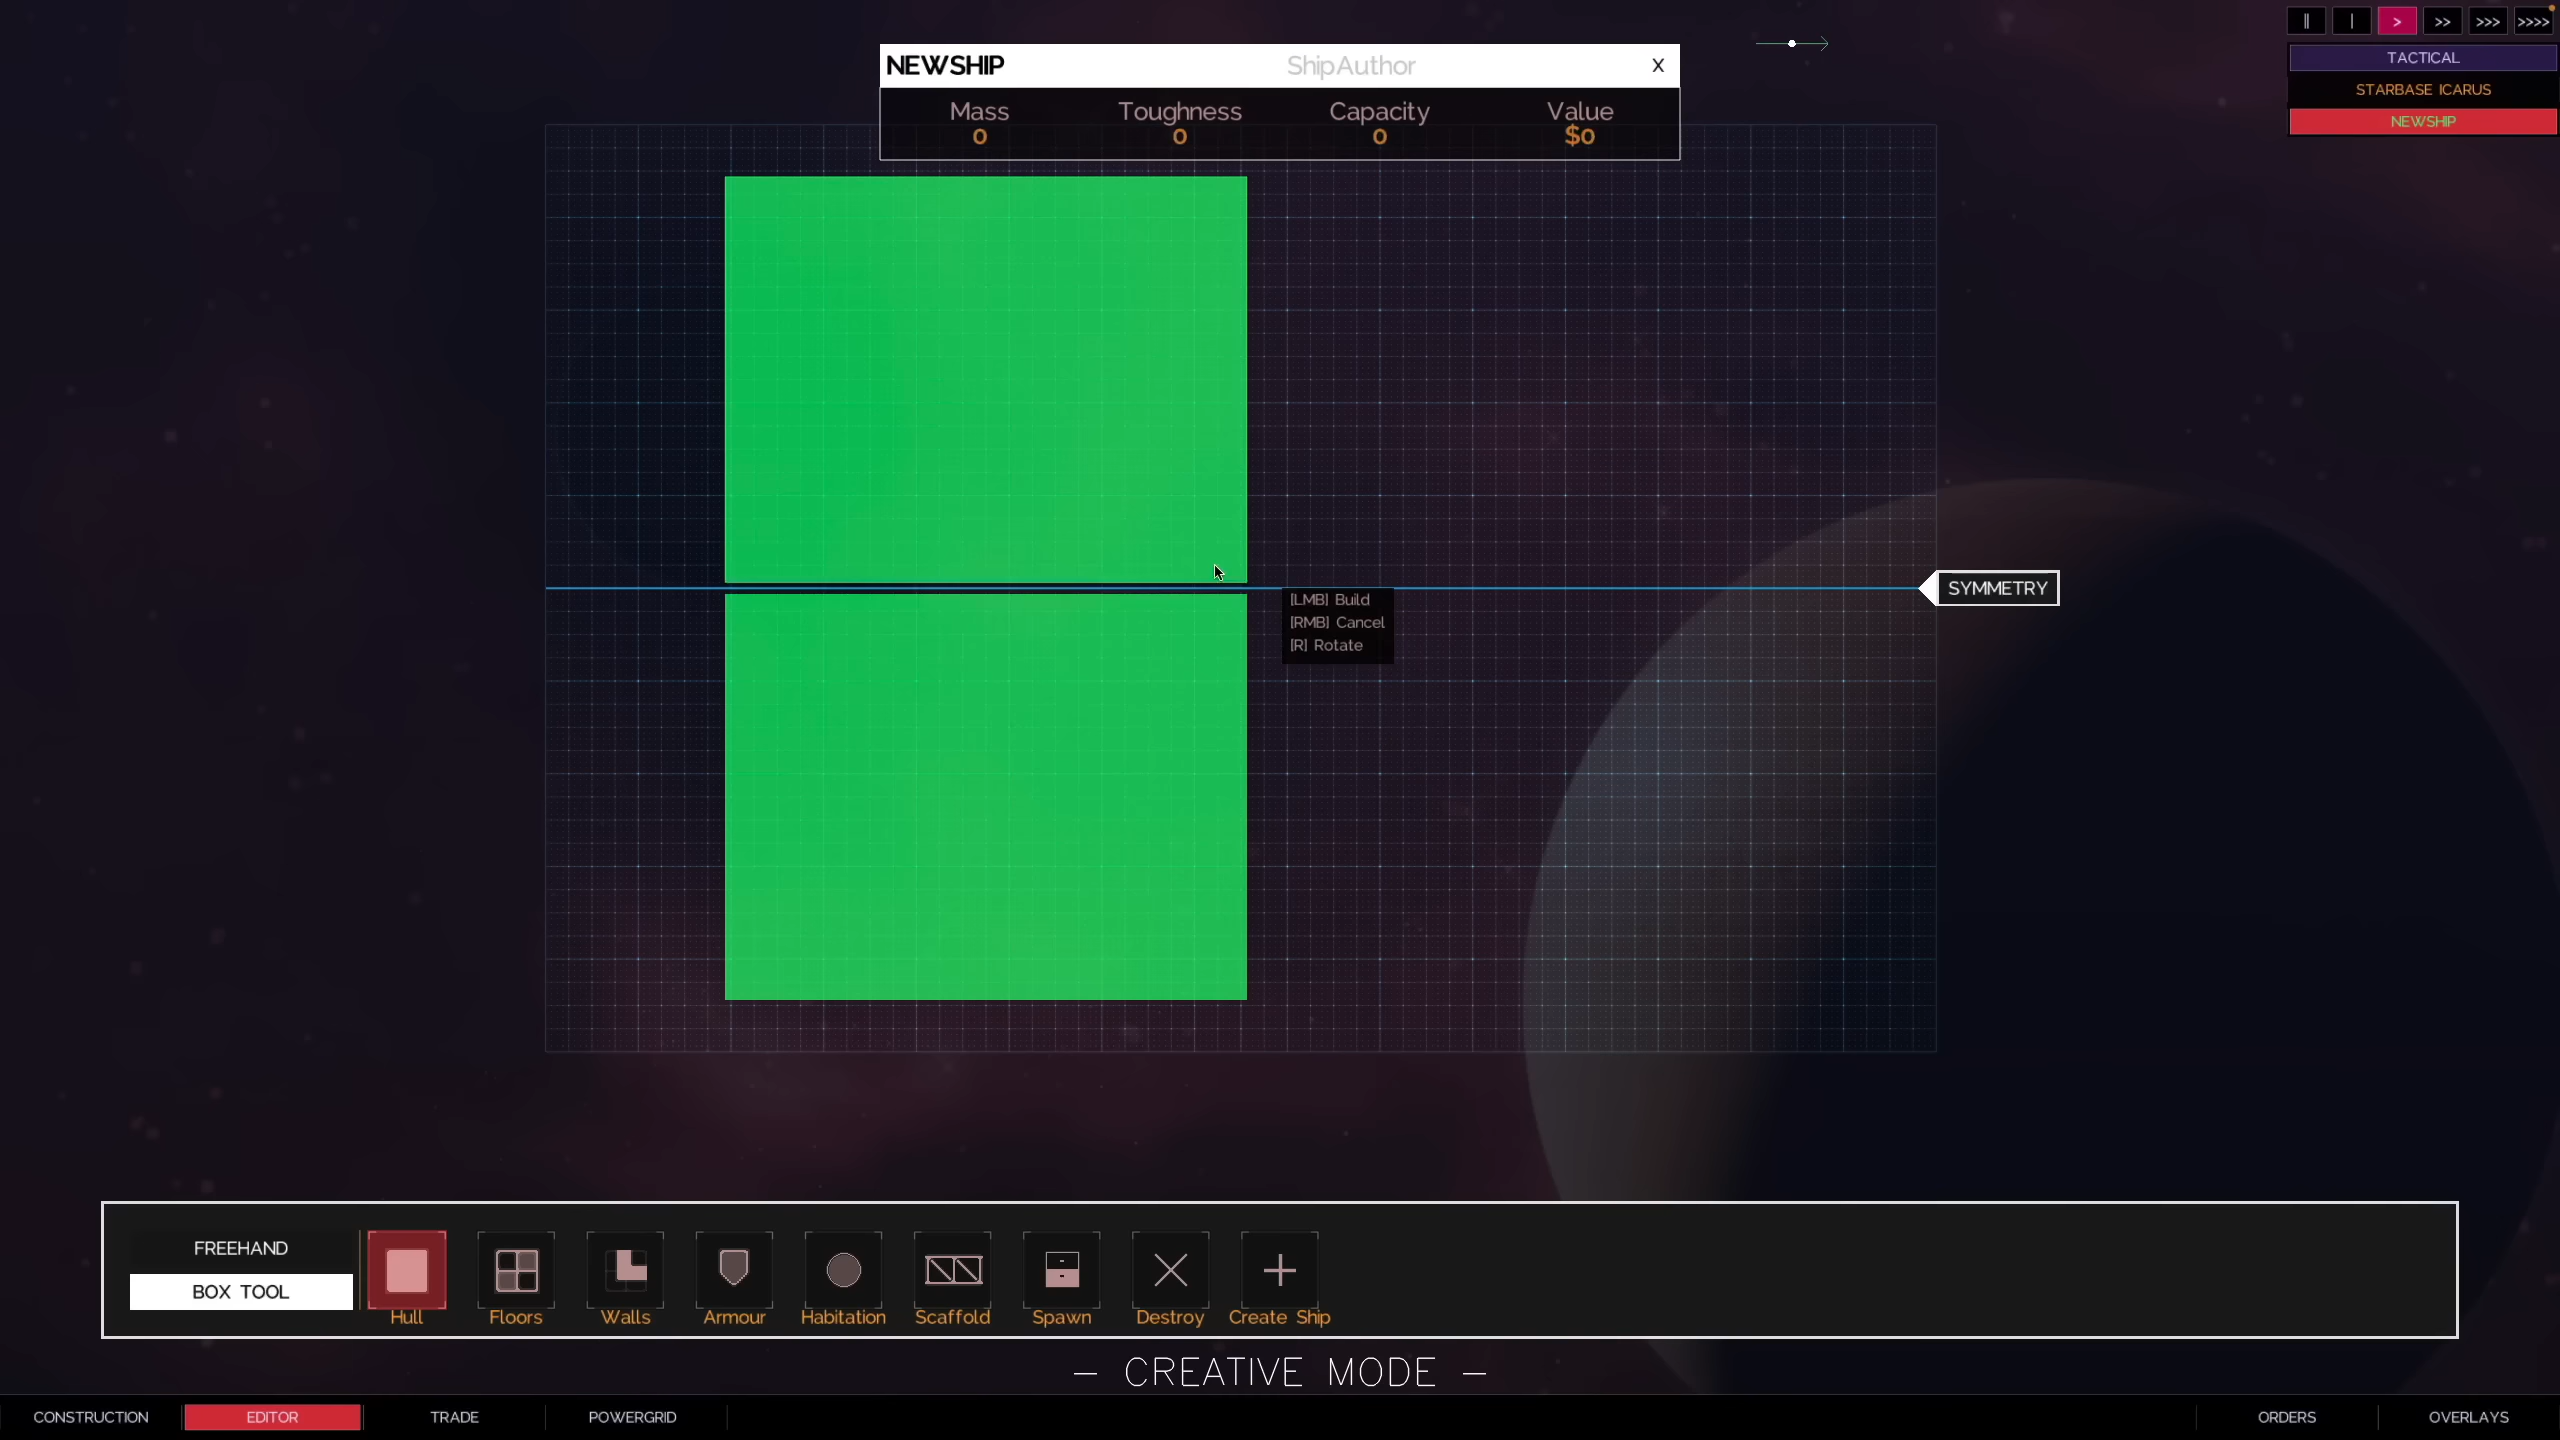 || | > >> >>> >>>>
NEWSHIP ShipAuthor X
TACTICAL
STARBASE ICARUS
NEWSHIP
Mass Toughness Capacity Value
0 0 0 $0
SYMMETRY
[LMB] Build
[RMB] Cancel
[R] Rotate
FREEHAND
BOX TOOL
Hull Floors Walls Armour Habitation Scaffold Spawn Destroy Create Ship
— CREATIVE MODE —
CONSTRUCTION EDITOR TRADE POWERGRID ORDERS OVERLAYS